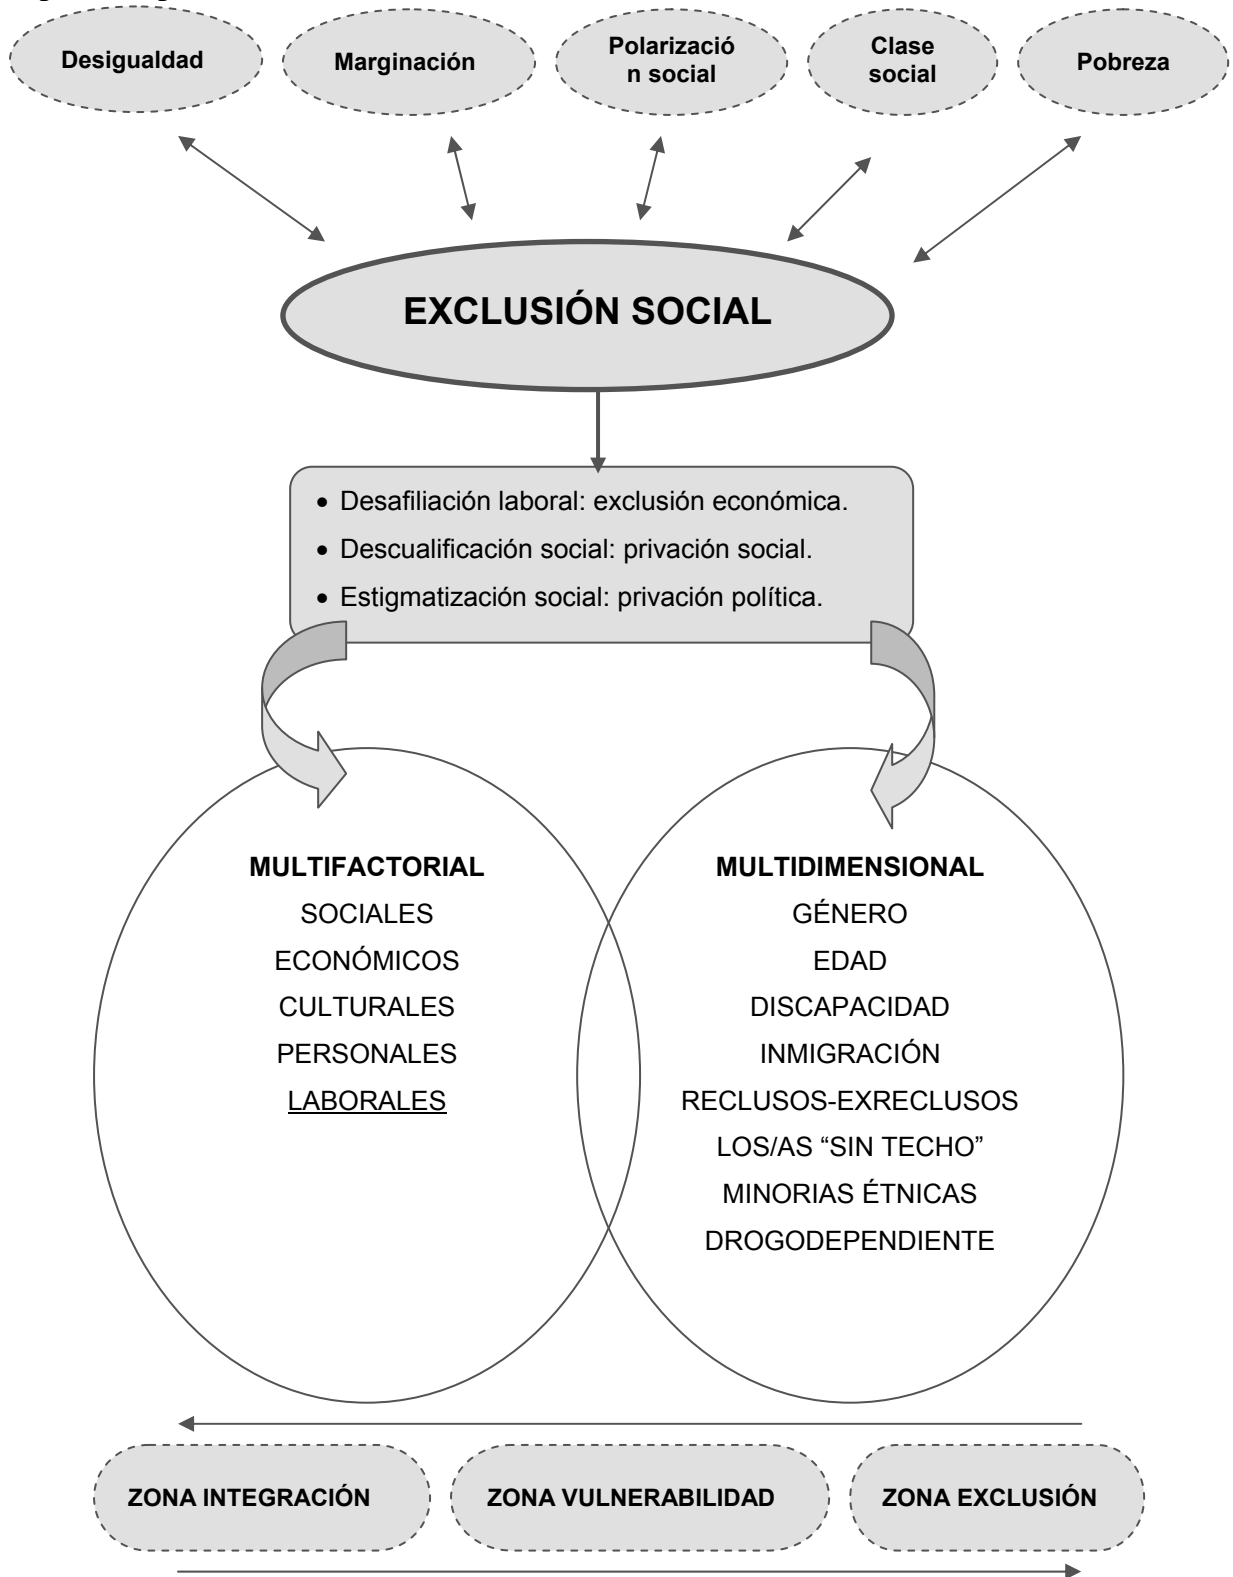 Desigualdad
Marginación
Polarizació
n social
Clase
social
Pobreza
EXCLUSIÓN SOCIAL
• Desafiliación laboral: exclusión económica.
• Descualificación social: privación social.
• Estigmatización social: privación política.
MULTIFACTORIAL
SOCIALES
ECONÓMICOS
CULTURALES
PERSONALES
LABORALES
MULTIDIMENSIONAL
GÉNERO
EDAD
DISCAPACIDAD
INMIGRACIÓN
RECLUSOS-EXRECLUSOS
LOS/AS “SIN TECHO”
MINORIAS ÉTNICAS
DROGODEPENDIENTE
ZONA INTEGRACIÓN
ZONA VULNERABILIDAD
ZONA EXCLUSIÓN